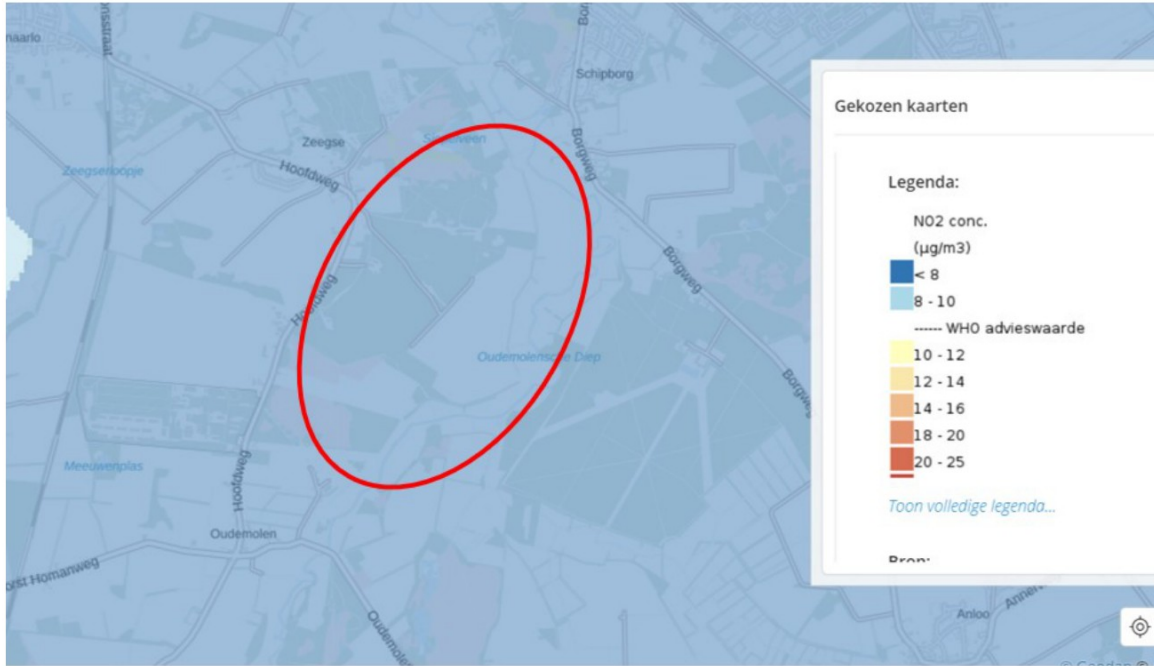 naarlo
Schipborg
Zeegse
Hoofdweg
Borgweg
Zeegserloopje
Borgweg
Hoofdweg
Oudemolensche Diep
Borgweg
Meeuwenplas
Hoofdweg
Oudemolen
orst Homanweg
Oudemolen
Anloo
Gekozen kaarten
Legenda:
NO2 conc.
(µg/m3)
< 8
8 - 10
------ WHO advieswaarde
10 - 12
12 - 14
14 - 16
18 - 20
20 - 25
Toon volledige legenda...
Bron: